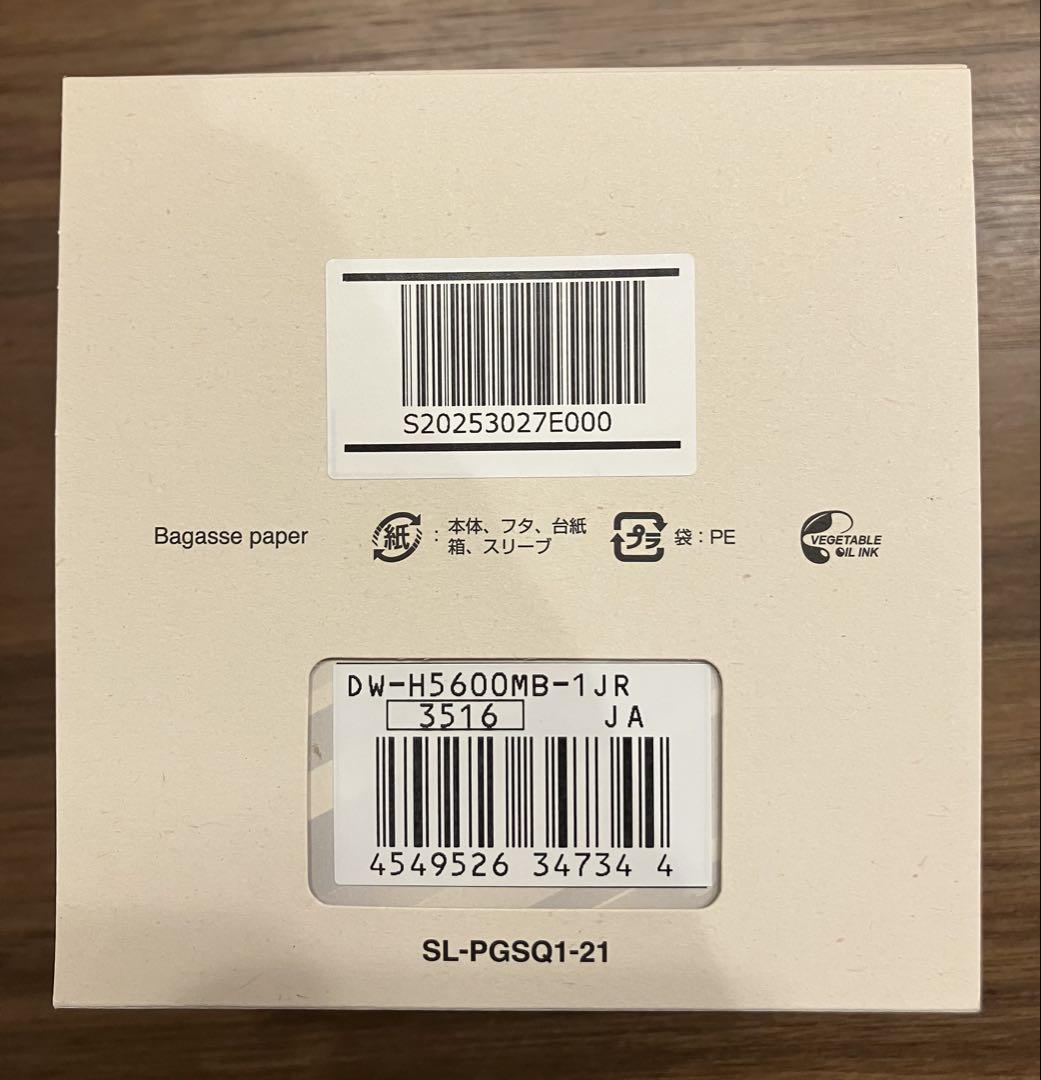 S20253027E000
Bagasse paper
紙
：本体、フタ、台紙
箱、スリーブ
プラ
袋：PE
VEGETABLE
OIL INK
DW-H5600MB-1JR
3516 JA
4549526 34734 4
SL-PGSQ1-21